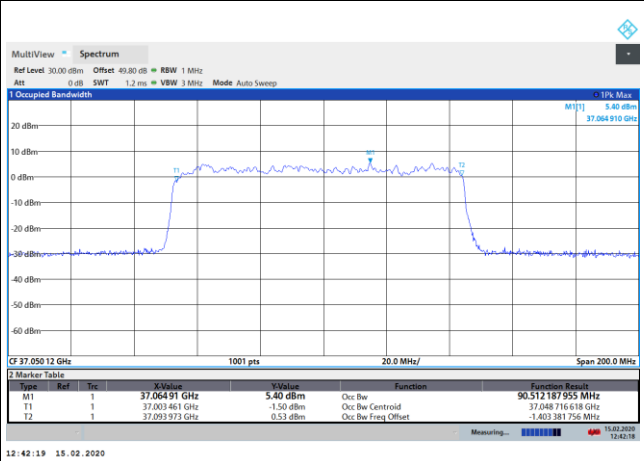 MultiView Spectrum
Ref Level 30.00 dBm Offset 49.80 dB RBW 1 MHz
Att 0 dB SWT 1.2 ms VBW 3 MHz Mode Auto Sweep
1 Occupied Bandwidth 1Pk Max
M1[1] 5.40 dBm
37.064 910 GHz
20 dBm
10 dBm
M1
T1 T2
0 dBm
-10 dBm
-20 dBm
-30 dBm
-40 dBm
-50 dBm
-60 dBm
CF 37.050 12 GHz 1001 pts 20.0 MHz/ Span 200.0 MHz
2 Marker Table
Type Ref Trc X-Value Y-Value Function Function Result
M1 1 37.064 91 GHz 5.40 dBm Occ Bw 90.512 187 955 MHz
T1 1 37.003 461 GHz -1.50 dBm Occ Bw Centroid 37.048 716 618 GHz
T2 1 37.093 973 GHz 0.53 dBm Occ Bw Freq Offset -1.403 381 756 MHz
Measuring... 15.02.2020
12:42:18
12:42:19 15.02.2020